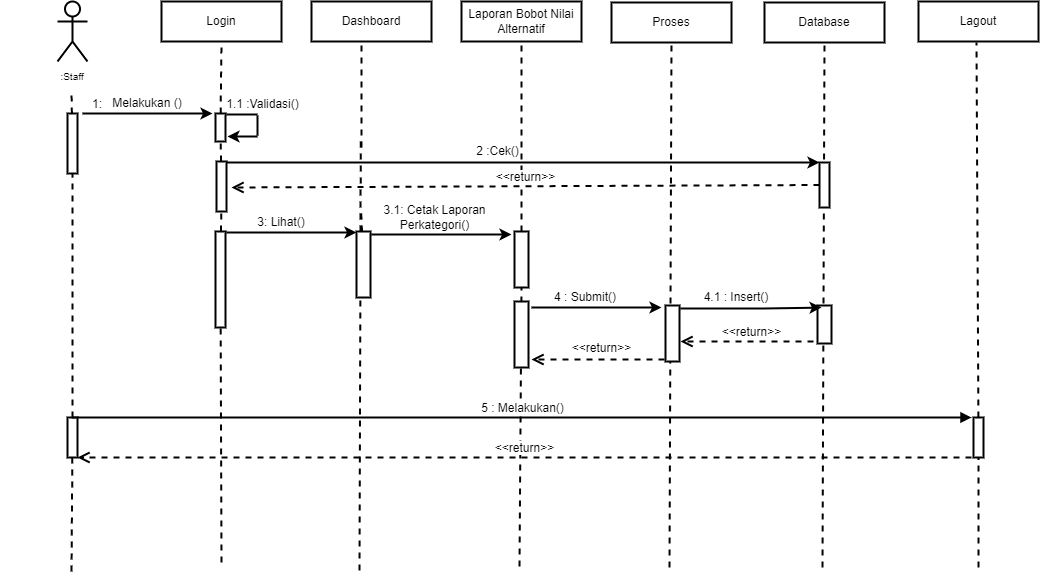 Login
Dashboard
Laporan Bobot Nilai
Alternatif
Proses
Database
Lagout
:Staff
1: Melakukan ()
1.1 :Validasi()
2 :Cek()
<<return>>
3: Lihat()
3.1: Cetak Laporan
Perkategori()
4 : Submit()
4.1 : Insert()
<<return>>
<<return>>
5 : Melakukan()
<<return>>